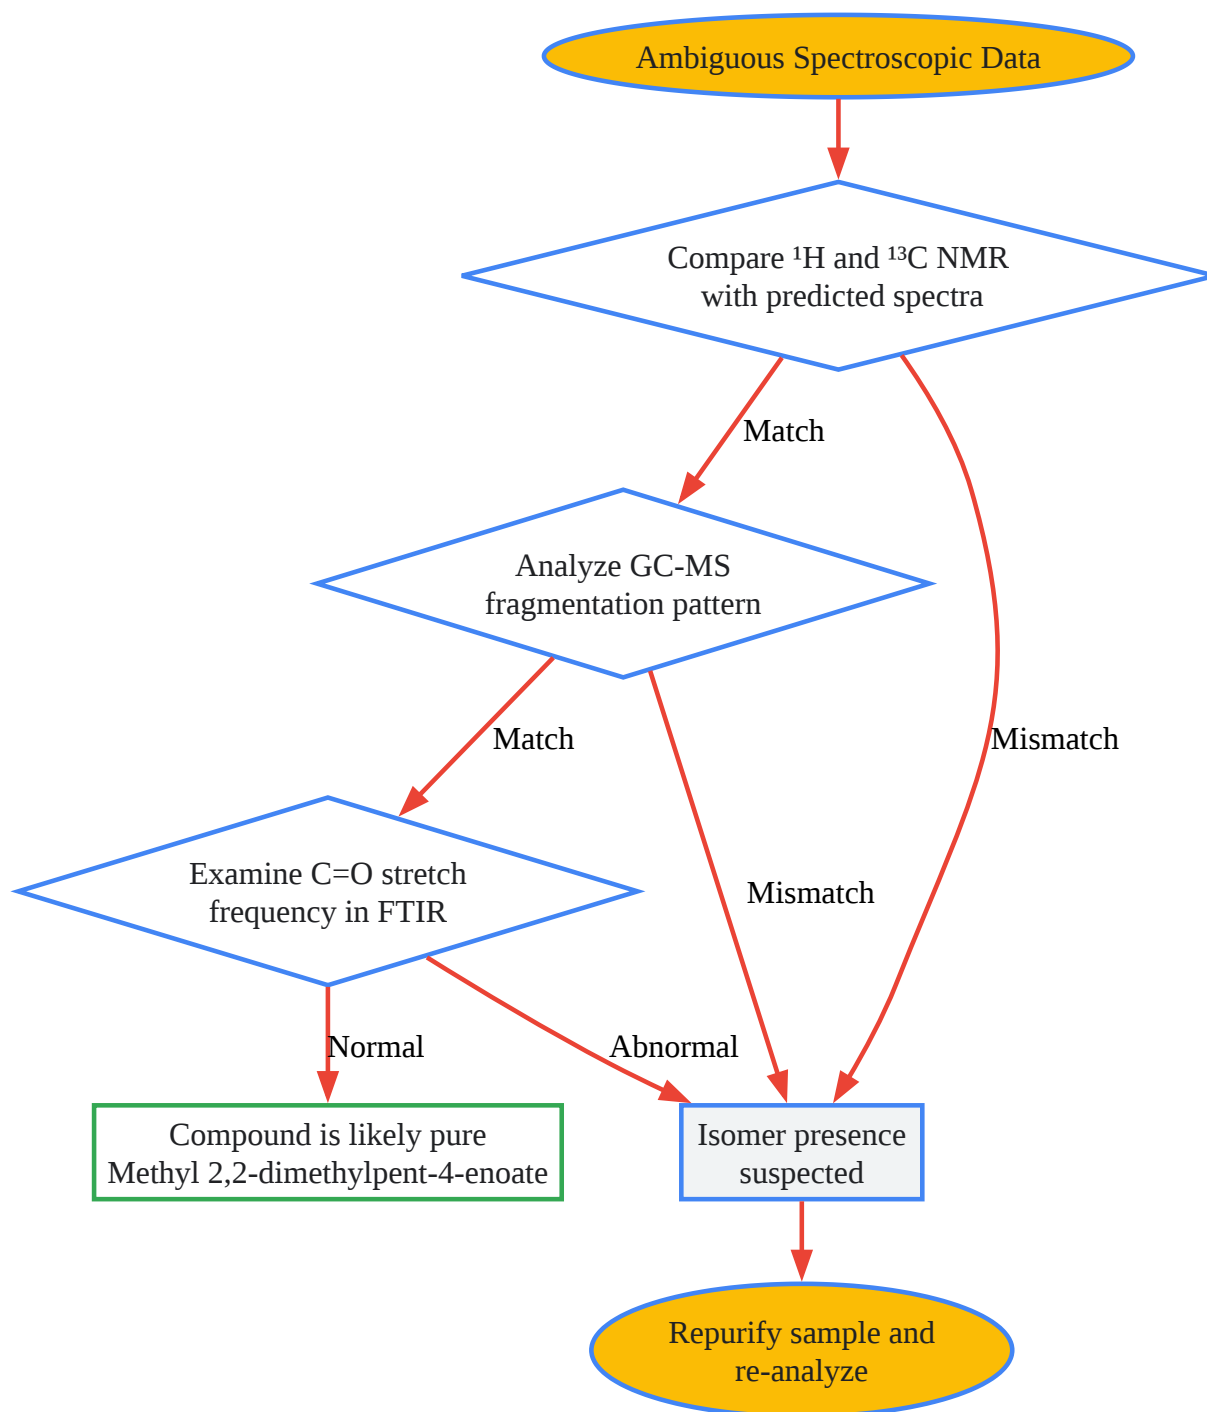 Ambiguous Spectroscopic Data
Compare ¹H and ¹³C NMR
with predicted spectra
Match
Analyze GC-MS
fragmentation pattern
Match
Mismatch
Examine C=O stretch
frequency in FTIR
Mismatch
Normal
Abnormal
Compound is likely pure
Methyl 2,2-dimethylpent-4-enoate
Isomer presence
suspected
Repurify sample and
re-analyze